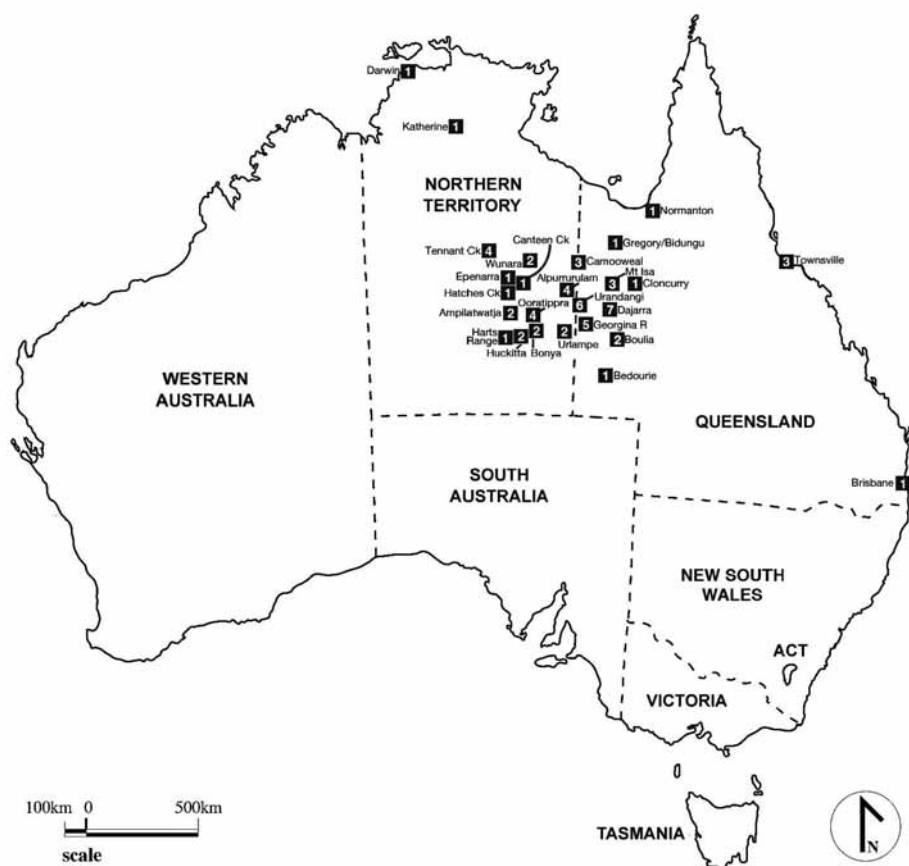 Darwin 1
Katherine 1
NORTHERN
TERRITORY
1 Normanton
Canteen Ck
1 Gregory/Bidungu
Tennant Ck 4
Wunara 2
3 Camooweal
3 Townsville
Mt Isa
Epenarra 1
1
Alpurrurulam
3
1 Cloncurry
Hatches Ck 1
4
Urandangi
Ooratippra
6
Ampilatwatja 2
4
7 Dajarra
5 Georgina R
Harts
Range 1
2
2
2
2 Boulia
Huckitta
Bonya
Urlampe
1 Bedourie
WESTERN
AUSTRALIA
QUEENSLAND
SOUTH
AUSTRALIA
Brisbane 1
NEW SOUTH
WALES
ACT
VICTORIA
100km 0 500km
scale
TASMANIA
N